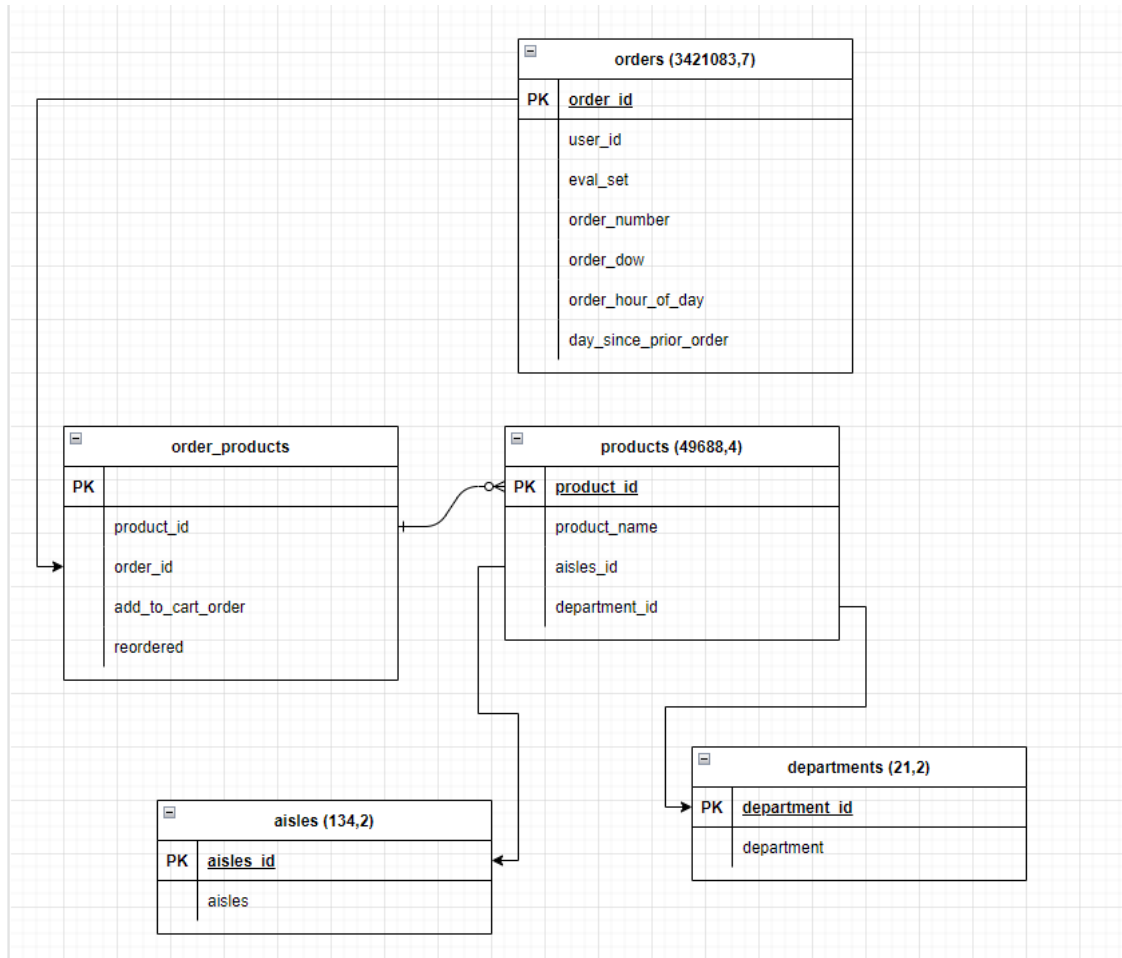 orders (3421083,7)
PK order_id
user_id
eval_set
order_number
order_dow
order_hour_of_day
day_since_prior_order
order_products
PK
product_id
order_id
add_to_cart_order
reordered
products (49688,4)
PK product_id
product_name
aisles_id
department_id
departments (21,2)
PK department_id
department
aisles (134,2)
PK aisles_id
aisles